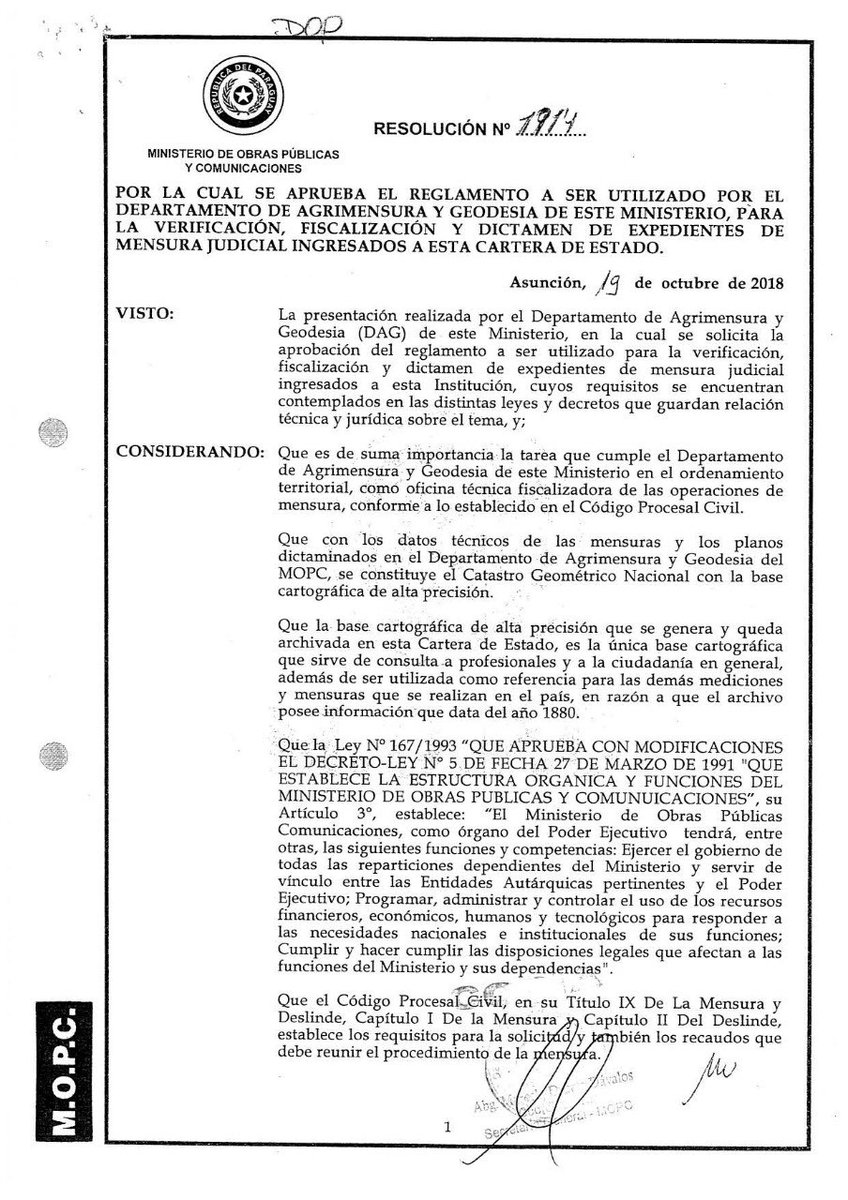 DOP
REPUBLICA DEL PARAGUAY
RESOLUCIÓN Nº 1914
MINISTERIO DE OBRAS PÚBLICAS
Y COMUNICACIONES
POR LA CUAL SE APRUEBA EL REGLAMENTO A SER UTILIZADO POR EL
DEPARTAMENTO DE AGRIMENSURA Y GEODESIA DE ESTE MINISTERIO, PARA
LA VERIFICACIÓN, FISCALIZACIÓN Y DICTAMEN DE EXPEDIENTES DE
MENSURA JUDICIAL INGRESADOS A ESTA CARTERA DE ESTADO.
Asunción, 19 de octubre de 2018
VISTO: La presentación realizada por el Departamento de Agrimensura y
Geodesia (DAG) de este Ministerio, en la cual se solicita la
aprobación del reglamento a ser utilizado para la verificación,
fiscalización y dictamen de expedientes de mensura judicial
ingresados a esta Institución, cuyos requisitos se encuentran
contemplados en las distintas leyes y decretos que guardan relación
técnica y jurídica sobre el tema, y;
CONSIDERANDO: Que es de suma importancia la tarea que cumple el Departamento
de Agrimensura y Geodesia de este Ministerio en el ordenamiento
territorial, como oficina técnica fiscalizadora de las operaciones de
mensura, conforme a lo establecido en el Código Procesal Civil.
Que con los datos técnicos de las mensuras y los planos
dictaminados en el Departamento de Agrimensura y Geodesia del
MOPC, se constituye el Catastro Geométrico Nacional con la base
cartográfica de alta precisión.
Que la base cartográfica de alta precisión que se genera y queda
archivada en esta Cartera de Estado, es la única base cartográfica
que sirve de consulta a profesionales y a la ciudadanía en general,
además de ser utilizada como referencia para las demás mediciones
y mensuras que se realizan en el país, en razón a que el archivo
posee información que data del año 1880.
Que la Ley Nº 167/1993 "QUE APRUEBA CON MODIFICACIONES
EL DECRETO-LEY Nº 5 DE FECHA 27 DE MARZO DE 1991 "QUE
ESTABLECE LA ESTRUCTURA ORGANICA Y FUNCIONES DEL
MINISTERIO DE OBRAS PUBLICAS Y COMUNUICACIONES", su
Artículo 3º, establece: "El Ministerio de Obras Públicas
Comunicaciones, como órgano del Poder Ejecutivo tendrá, entre
otras, las siguientes funciones y competencias: Ejercer el gobierno de
todas las reparticiones dependientes del Ministerio y servir de
vínculo entre las Entidades Autárquicas pertinentes y el Poder
Ejecutivo; Programar, administrar y controlar el uso de los recursos
financieros, económicos, humanos y tecnológicos para responder a
las necesidades nacionales e institucionales de sus funciones;
Cumplir y hacer cumplir las disposiciones legales que afectan a las
funciones del Ministerio y sus dependencias".
Que el Código Procesal Civil, en su Título IX De La Mensura y
Deslinde, Capítulo I De la Mensura y Capítulo II Del Deslinde,
establece los requisitos para la solicitud y también los recaudos que
debe reunir el procedimiento de la mensura.
Abg.
MOPC
1
M.O.P.C.